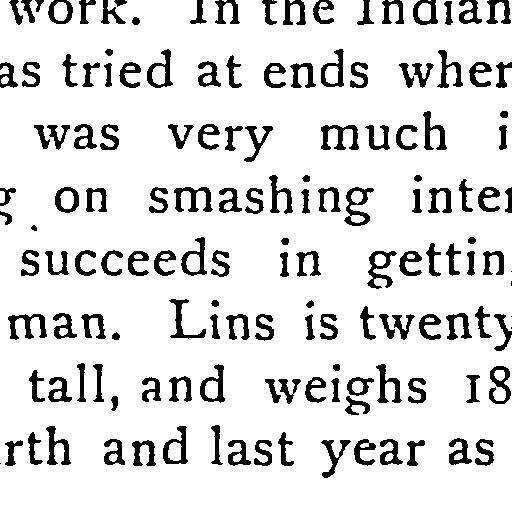 work. In the Indian
as tried at ends wher
was very much i
g on smashing inter
succeeds in gettin
man. Lins is twenty
tall, and weighs 18
rth and last year as